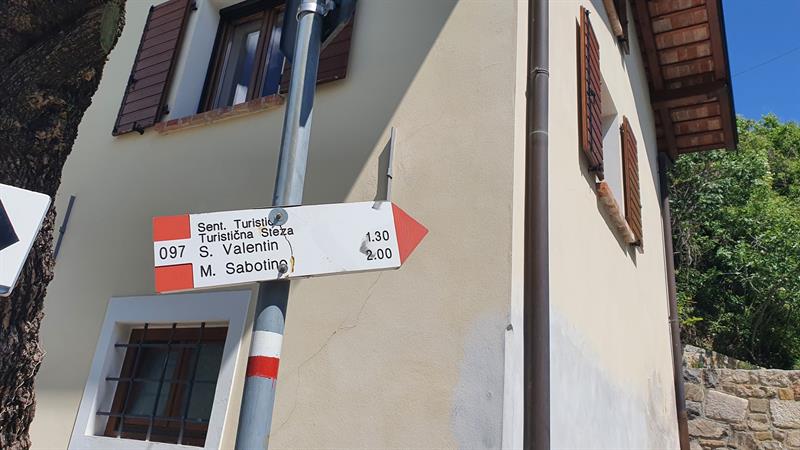 097
Sent. Turistic
Turistična Steza
S. Valentin 1.30
M. Sabotino 2.00